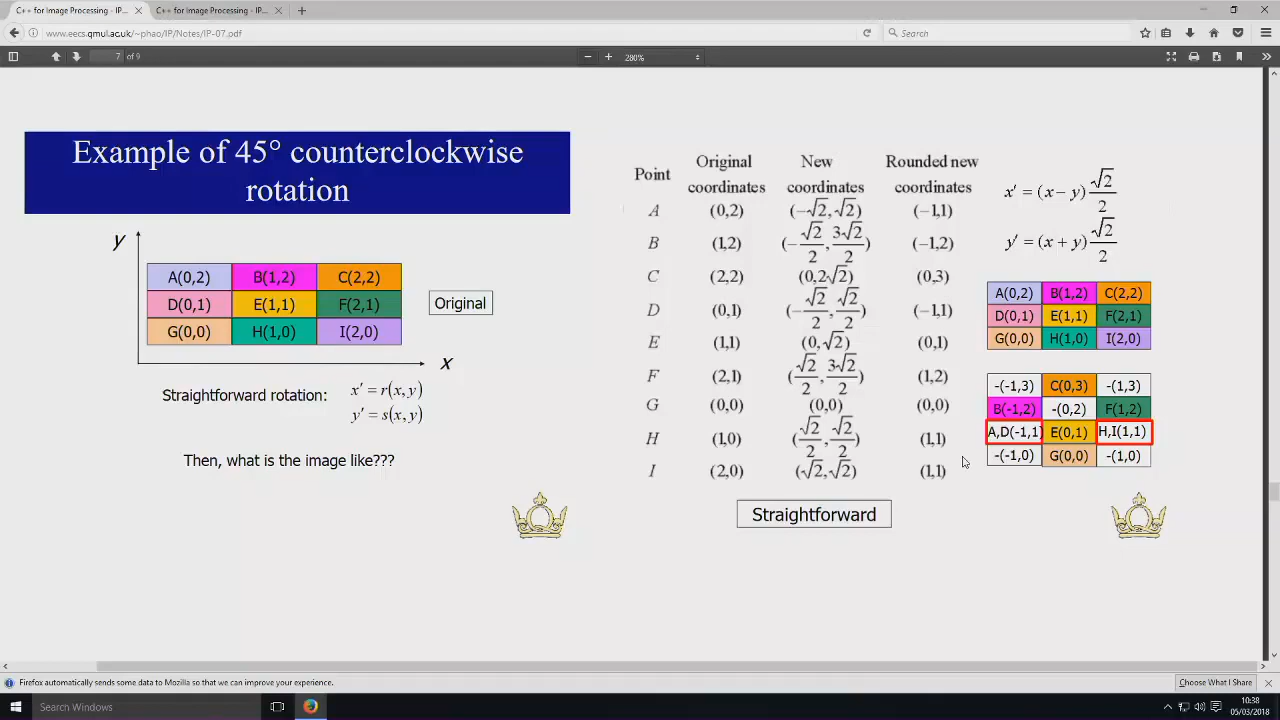 C++ for Image Processing - IP...
C++ for Image Processing - IP...
www.eecs.qmul.ac.uk/~phao/IP/Notes/IP-07.pdf
Search
7 of 9
280%
Example of 45° counterclockwise
rotation
y
A(0,2) B(1,2) C(2,2)
D(0,1) E(1,1) F(2,1)
G(0,0) H(1,0) I(2,0)
Original
x
Straightforward rotation: x′ = r(x,y)
y′ = s(x,y)
Then, what is the image like???
Point Original coordinates New coordinates Rounded new coordinates
A (0,2) (−√2,√2) (−1,1)
B (1,2) (−√2/2, 3√2/2) (−1,2)
C (2,2) (0,2√2) (0,3)
D (0,1) (−√2/2, √2/2) (−1,1)
E (1,1) (0,√2) (0,1)
F (2,1) (√2/2, 3√2/2) (1,2)
G (0,0) (0,0) (0,0)
H (1,0) (√2/2, √2/2) (1,1)
I (2,0) (√2,√2) (1,1)
Straightforward
x′ = (x − y) √2/2
y′ = (x + y) √2/2
A(0,2) B(1,2) C(2,2)
D(0,1) E(1,1) F(2,1)
G(0,0) H(1,0) I(2,0)
-(-1,3) C(0,3) -(1,3)
B(-1,2) -(0,2) F(1,2)
A,D(-1,1) E(0,1) H,I(1,1)
-(-1,0) G(0,0) -(1,0)
Firefox automatically sends some data to Mozilla so that we can improve your experience.
Choose What I Share
Search Windows
10:38
05/03/2018